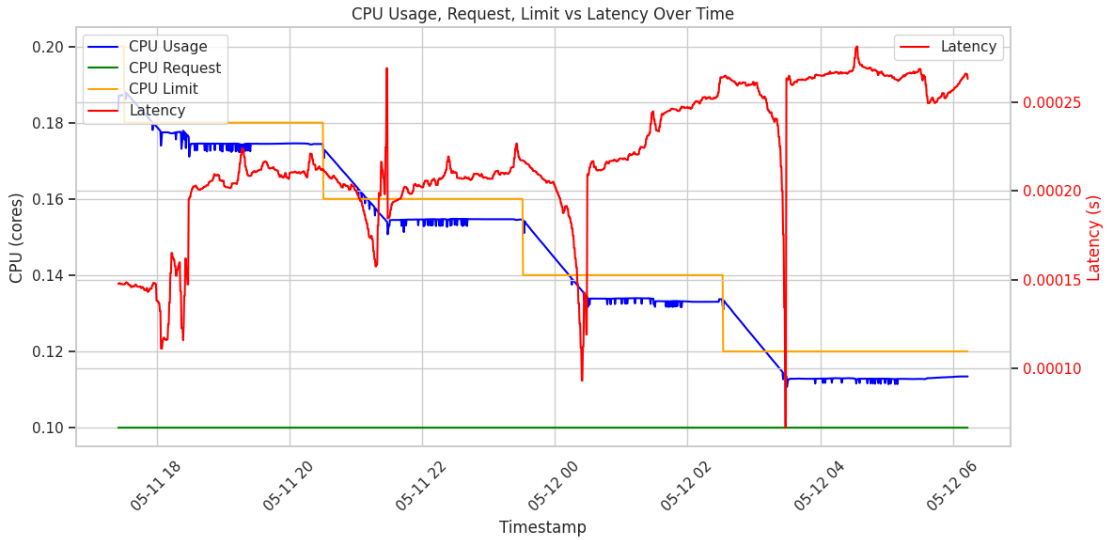 CPU Usage, Request, Limit vs Latency Over Time
CPU Usage
CPU Request
CPU Limit
Latency
Latency
0.20
0.18
0.16
0.14
0.12
0.10
CPU (cores)
0.00025
0.00020
0.00015
0.00010
Latency (s)
05-11 18
05-11 20
05-11 22
05-12 00
05-12 02
05-12 04
05-12 06
Timestamp